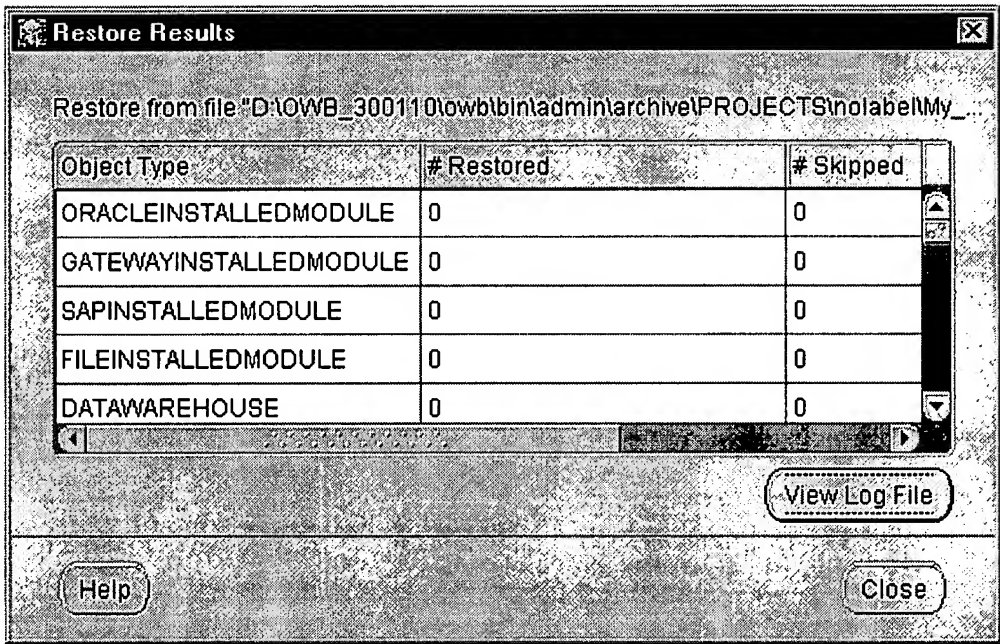 Restore Results
Restore from file "D:\OWB_300110\owb\bin\admin\archive\PROJECTS\nolabel\My_...
Object Type # Restored # Skipped
ORACLEINSTALLEDMODULE 0 0
GATEWAYINSTALLEDMODULE 0 0
SAPINSTALLEDMODULE 0 0
FILEINSTALLEDMODULE 0 0
DATAWAREHOUSE 0 0
View Log File
Help Close